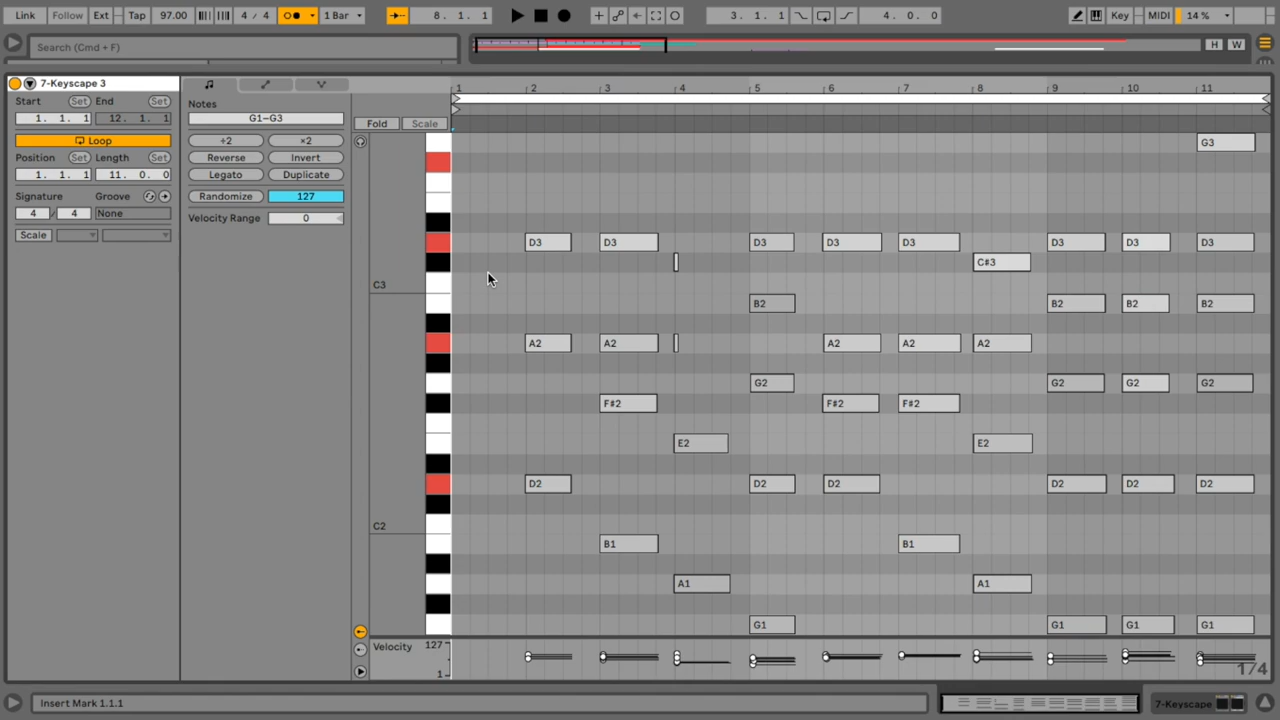 Link Follow Ext Tap 97.00 4 / 4 1 Bar 8. 1. 1 3. 1. 1 4. 0. 0 Key MIDI 14 %
Search (Cmd + F) H W
7-Keyscape 3
Start Set End Set
1. 1. 1 12. 1. 1
Loop
Position Set Length Set
1. 1. 1 11. 0. 0
Signature Groove
4 / 4 None
Scale
Notes
G1–G3
÷2 ×2
Reverse Invert
Legato Duplicate
Randomize 127
Velocity Range 0
1 2 3 4 5 6 7 8 9 10 11
Fold Scale
G3
D3 D3 D3 D3 D3 D3 D3 D3
C#3
C3
B2 B2 B2 B2
A2 A2 A2 A2 A2
G2 G2 G2 G2
F#2 F#2 F#2
E2 E2
D2 D2 D2 D2 D2 D2
C2
B1 B1
A1 A1
G1 G1 G1 G1
Velocity 127
1
1/4
Insert Mark 1.1.1 7-Keyscape